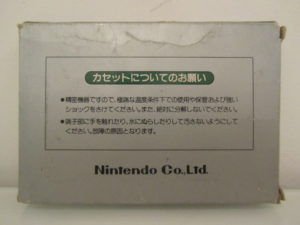 カセットについてのお願い
●精密機器ですので、極端な温度条件下での使用や保管および強い
ショックをさけてください。また、絶対に分解しないでください。
●端子部に手を触れたり、水にぬらしたりして汚さないようにして
ください。故障の原因となります。
Nintendo Co.,Ltd.